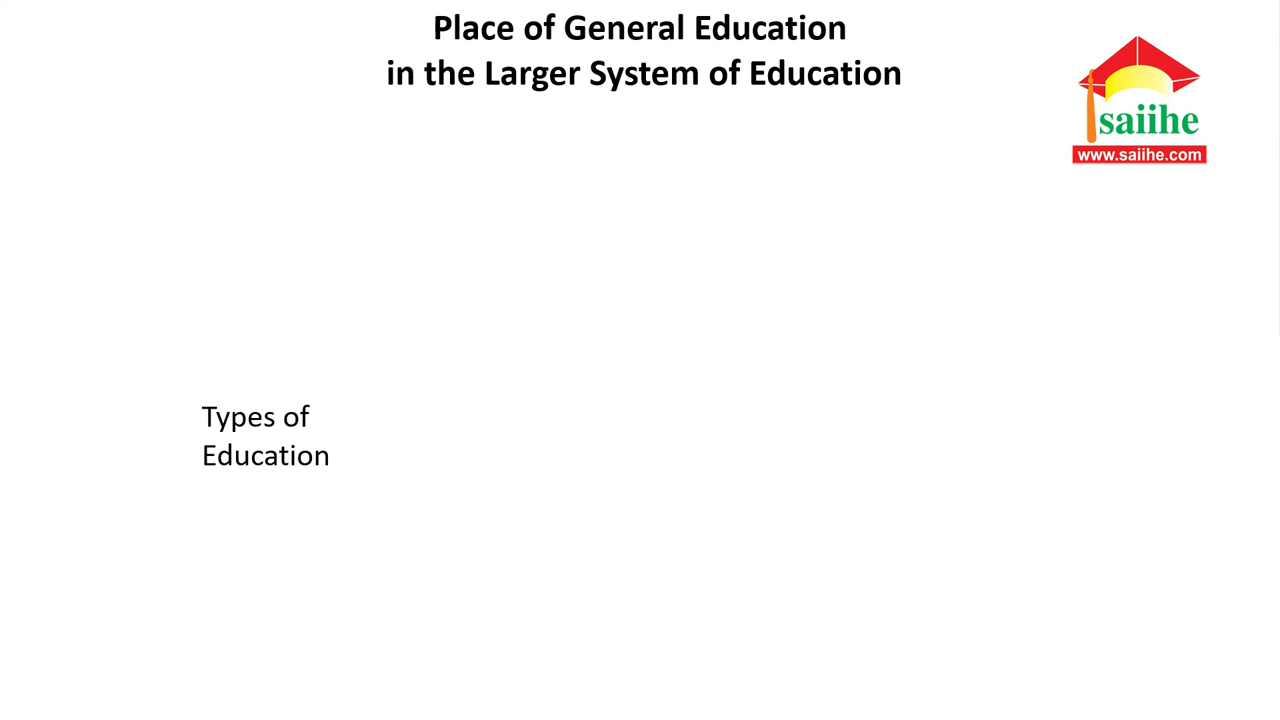 Place of General Education
in the Larger System of Education
saiihe
www.saiihe.com
Types of
Education